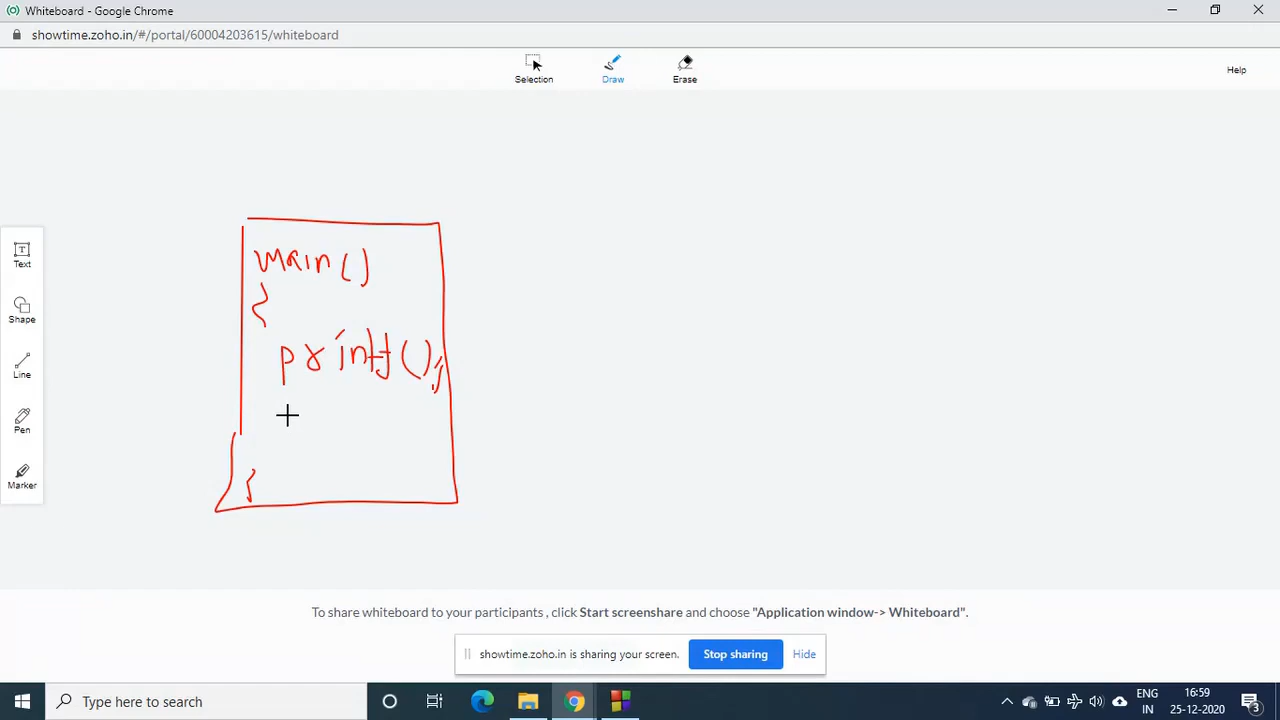 Whiteboard - Google Chrome
showtime.zoho.in/#/portal/60004203615/whiteboard
Selection
Draw
Erase
Help
Text
Shape
Line
Pen
Marker
main()
{
printf();
{
To share whiteboard to your participants , click Start screenshare and choose "Application window-> Whiteboard".
showtime.zoho.in is sharing your screen.
Stop sharing
Hide
Type here to search
ENG
IN
16:59
25-12-2020
3